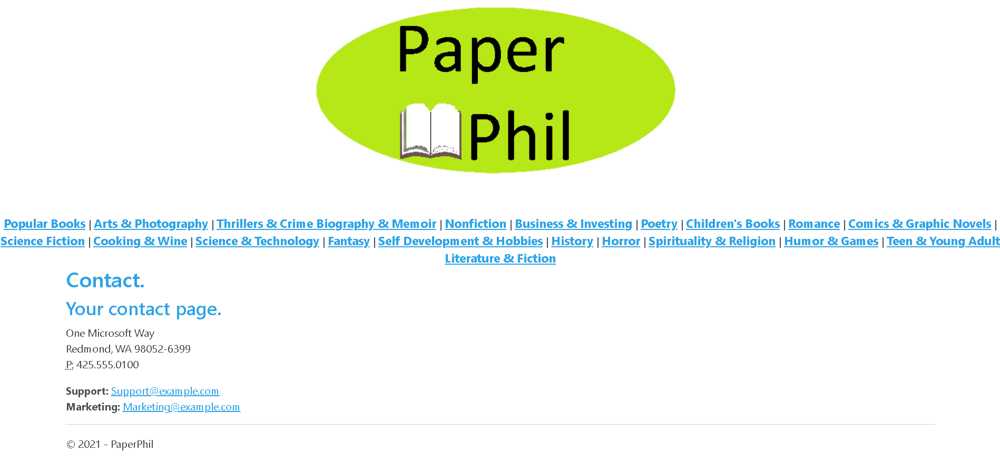 Paper
Phil
Popular Books | Arts & Photography | Thrillers & Crime Biography & Memoir | Nonfiction | Business & Investing | Poetry | Children's Books | Romance | Comics & Graphic Novels |
Science Fiction | Cooking & Wine | Science & Technology | Fantasy | Self Development & Hobbies | History | Horror | Spirituality & Religion | Humor & Games | Teen & Young Adult
Literature & Fiction
Contact.
Your contact page.
One Microsoft Way
Redmond, WA 98052-6399
P: 425.555.0100
Support: Support@example.com
Marketing: Marketing@example.com
© 2021 - PaperPhil